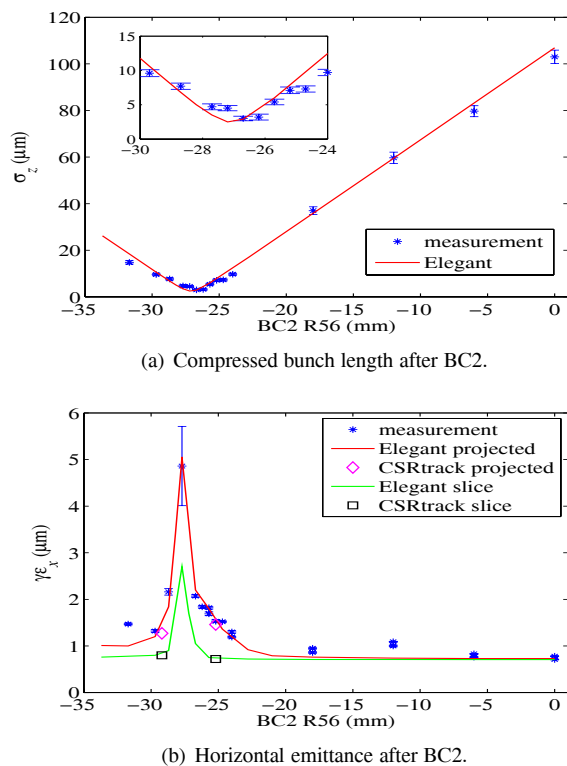 15
10
5
0
−30 −28 −26 −24
120
100
80
60
40
20
0
σz (μm)
measurement
Elegant
−35 −30 −25 −20 −15 −10 −5 0
BC2 R56 (mm)
(a) Compressed bunch length after BC2.
6
5
4
3
2
1
0
γεx (μm)
measurement
Elegant projected
CSRtrack projected
Elegant slice
CSRtrack slice
−35 −30 −25 −20 −15 −10 −5 0
BC2 R56 (mm)
(b) Horizontal emittance after BC2.